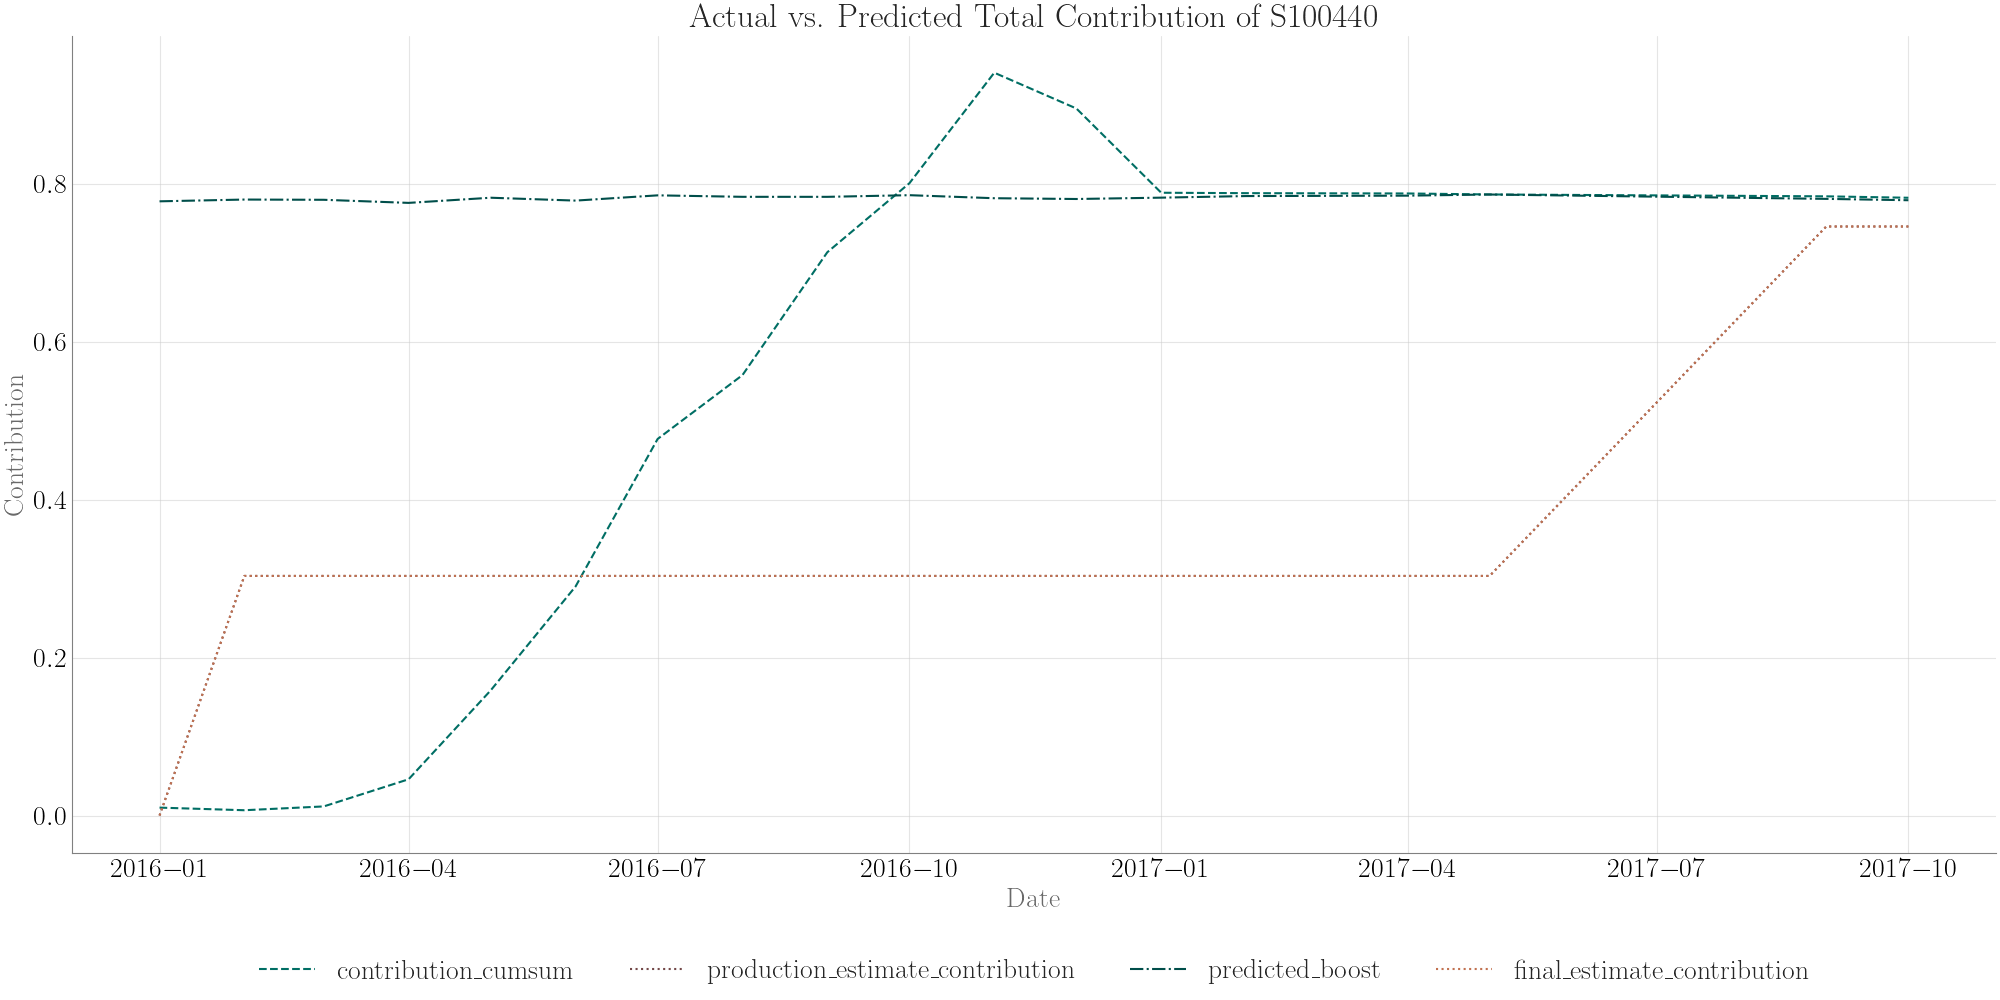 Actual vs. Predicted Total Contribution of S100440
Contribution
0.8
0.6
0.4
0.2
0.0
2016–01 2016–04 2016–07 2016–10 2017–01 2017–04 2017–07 2017–10
Date
contribution_cumsum production_estimate_contribution predicted_boost final_estimate_contribution